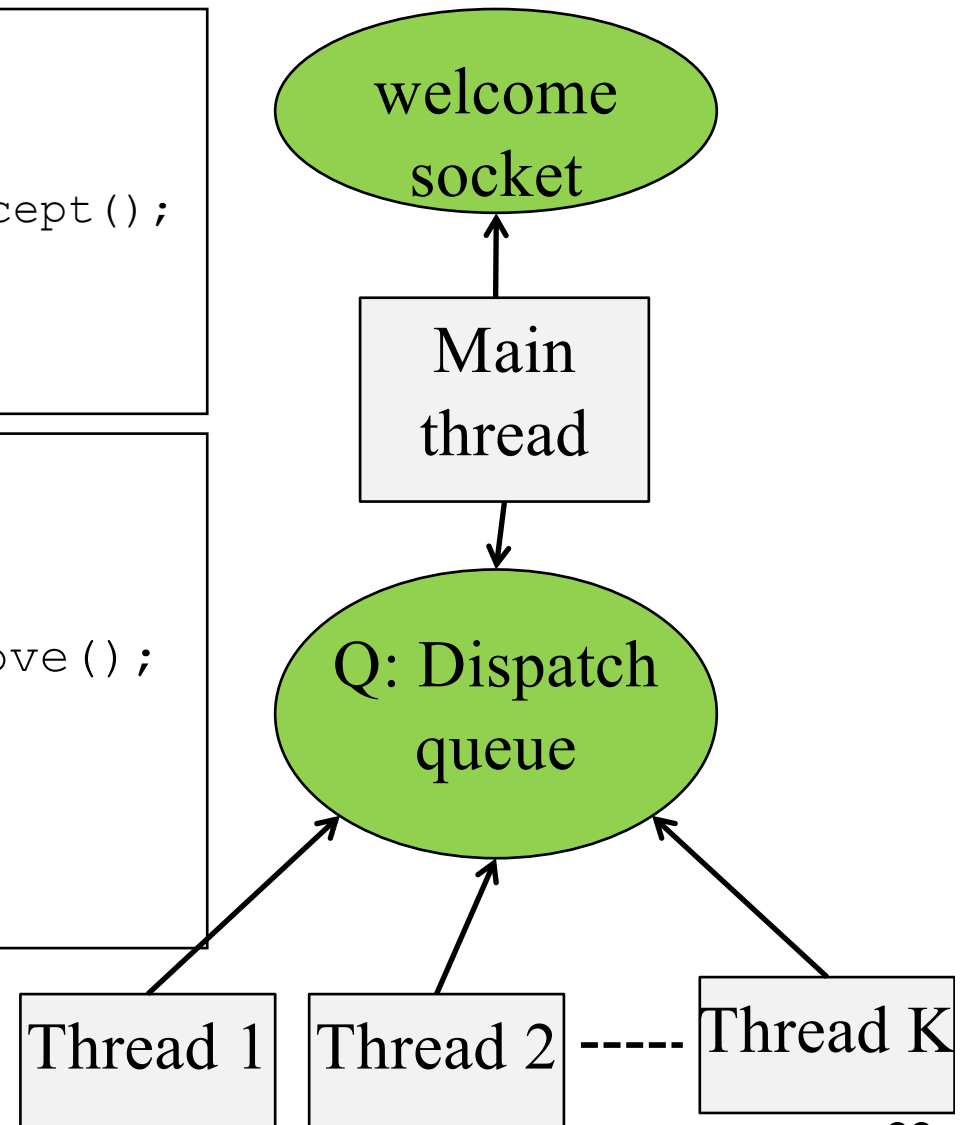 cept();
ove();
welcome
socket
Main
thread
Q: Dispatch
queue
Thread 1
Thread 2
Thread K